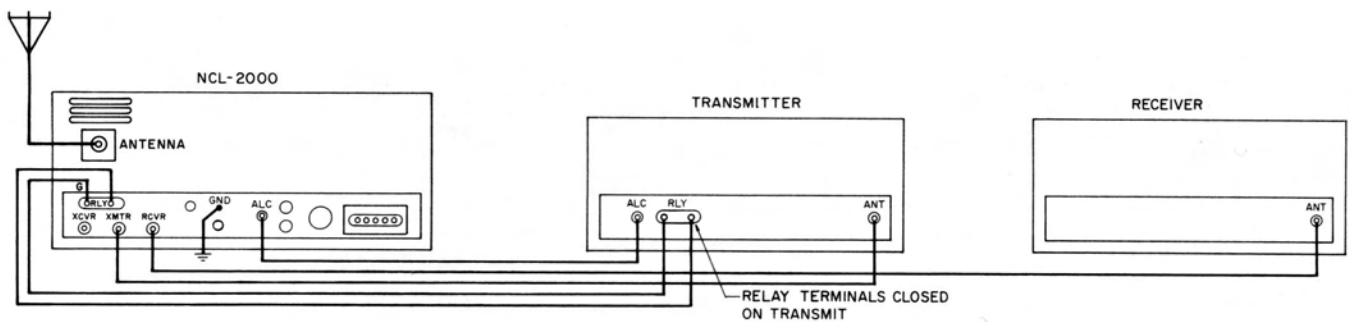 NCL-2000
TRANSMITTER
RECEIVER
ANTENNA
G
RLY
GND
ALC
XCVR
XMTR
RCVR
ALC
RLY
ANT
ANT
RELAY TERMINALS CLOSED
ON TRANSMIT